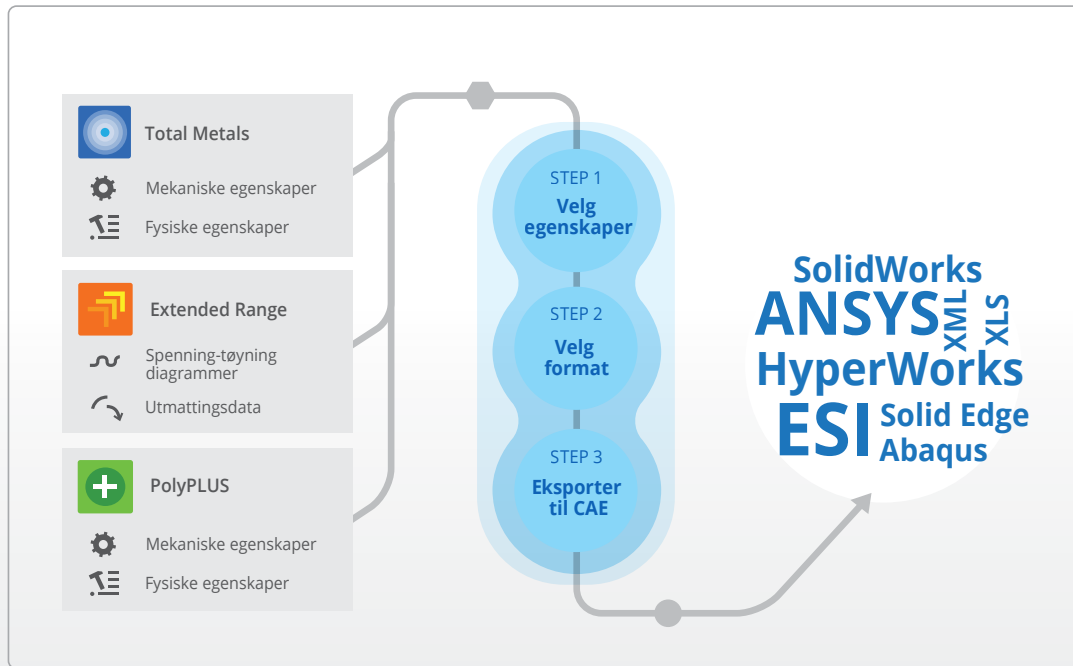 Total Metals
Mekaniske egenskaper
Fysiske egenskaper
Extended Range
Spenning-tøyning
diagrammer
Utmattingsdata
PolyPLUS
Mekaniske egenskaper
Fysiske egenskaper
STEP 1
Velg
egenskaper
STEP 2
Velg
format
STEP 3
Eksporter
til CAE
SolidWorks
ANSYS
XML
XLS
HyperWorks
ESI
Solid Edge
Abaqus